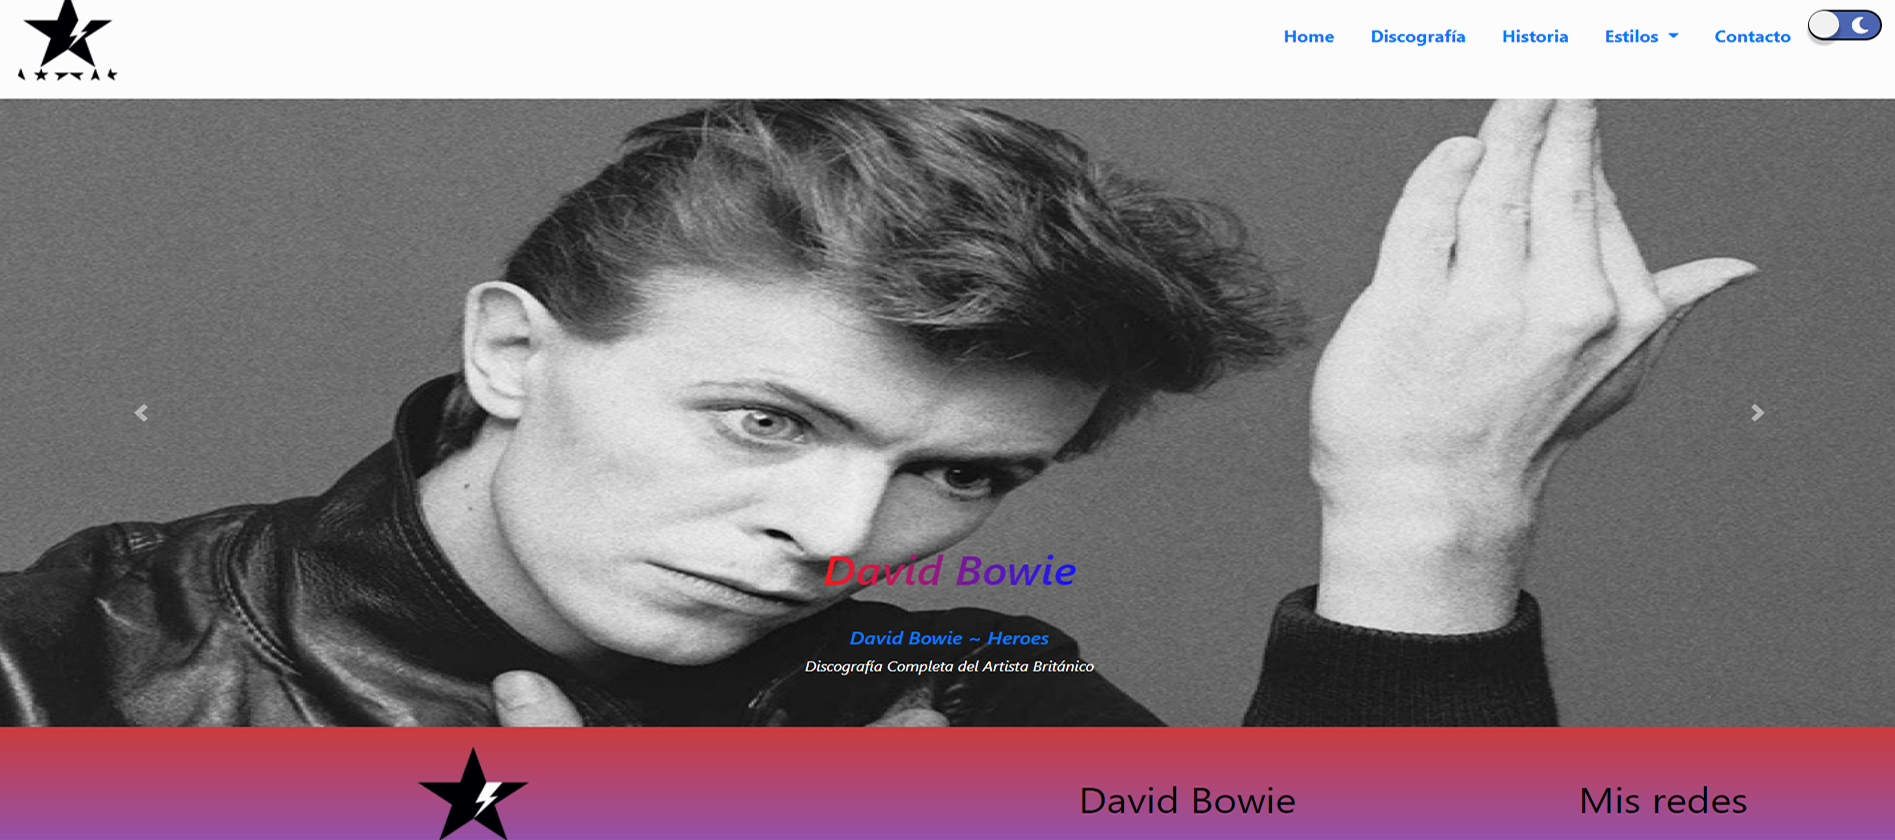 Home Discografía Historia Estilos Contacto
David Bowie
David Bowie ~ Heroes
Discografía Completa del Artista Británico
David Bowie Mis redes